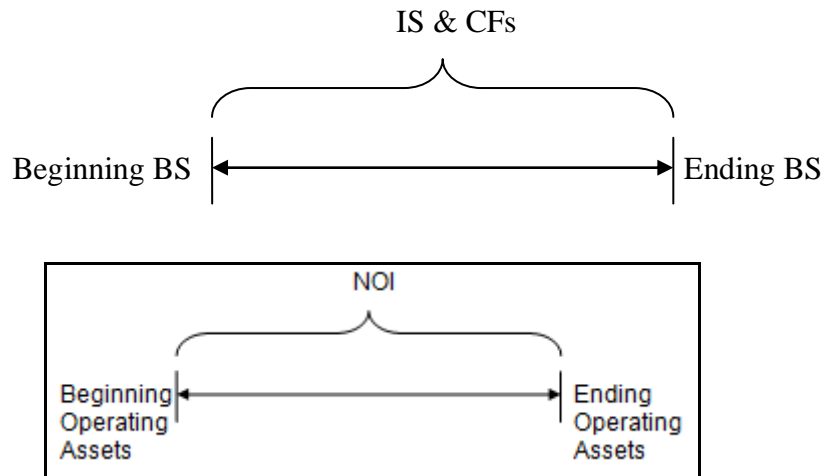 IS & CFs
Beginning BS
Ending BS
NOI
Beginning
Operating
Assets
Ending
Operating
Assets